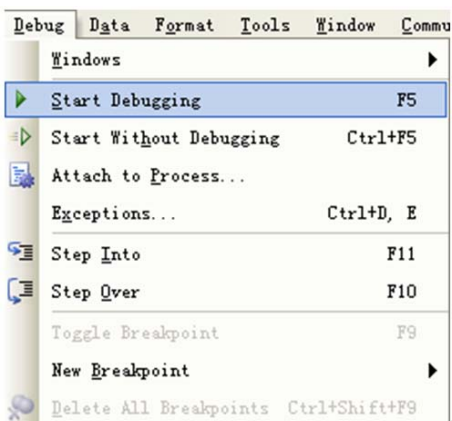 Debug Data Format Tools Window Commu
Windows
Start Debugging F5
Start Without Debugging Ctrl+F5
Attach to Process...
Exceptions... Ctrl+D, E
Step Into F11
Step Over F10
Toggle Breakpoint F9
New Breakpoint
Delete All Breakpoints Ctrl+Shift+F9